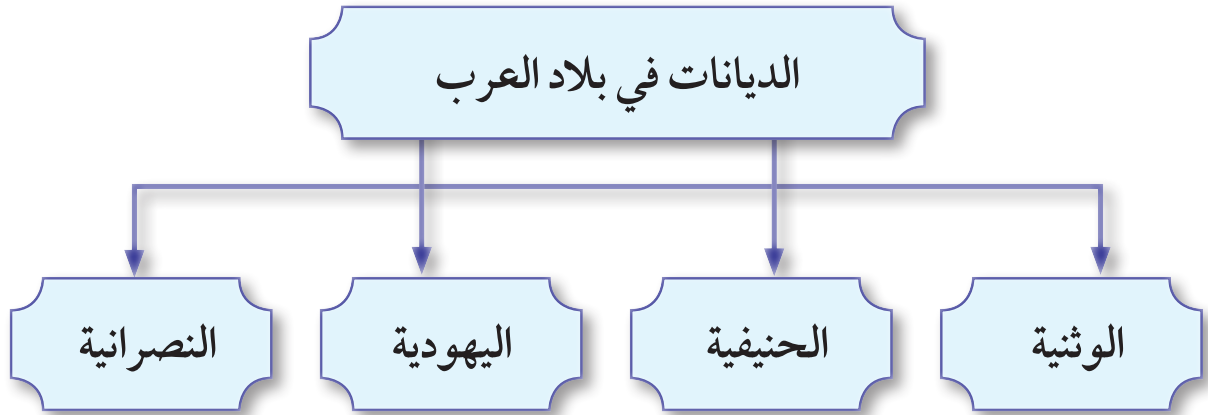 الديانات في بلاد العرب
الوثنية
الحنيفية
اليهودية
النصرانية